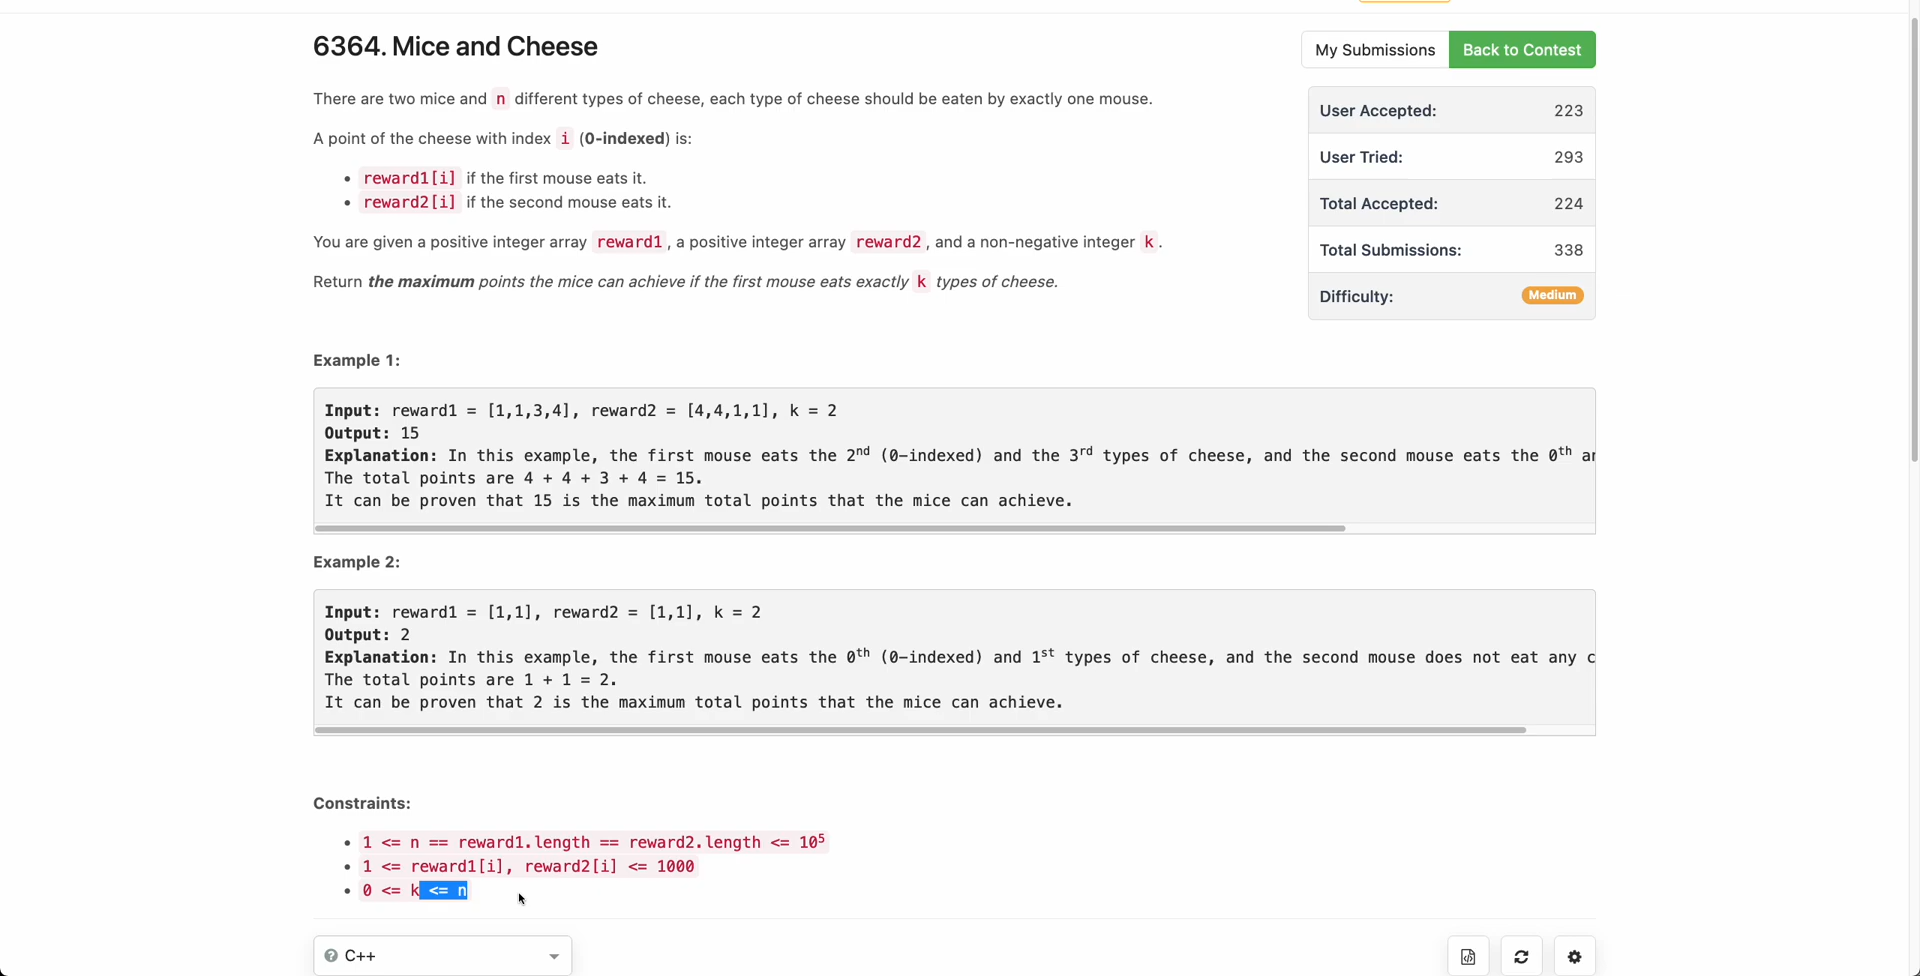 6364. Mice and Cheese
My Submissions
Back to Contest
There are two mice and n different types of cheese, each type of cheese should be eaten by exactly one mouse.
A point of the cheese with index i (0-indexed) is:
• reward1[i] if the first mouse eats it.
• reward2[i] if the second mouse eats it.
You are given a positive integer array reward1, a positive integer array reward2, and a non-negative integer k.
Return the maximum points the mice can achieve if the first mouse eats exactly k types of cheese.
User Accepted: 223
User Tried: 293
Total Accepted: 224
Total Submissions: 338
Difficulty: Medium
Example 1:
Input: reward1 = [1,1,3,4], reward2 = [4,4,1,1], k = 2
Output: 15
Explanation: In this example, the first mouse eats the 2nd (0-indexed) and the 3rd types of cheese, and the second mouse eats the 0th
The total points are 4 + 4 + 3 + 4 = 15.
It can be proven that 15 is the maximum total points that the mice can achieve.
Example 2:
Input: reward1 = [1,1], reward2 = [1,1], k = 2
Output: 2
Explanation: In this example, the first mouse eats the 0th (0-indexed) and 1st types of cheese, and the second mouse does not eat any
The total points are 1 + 1 = 2.
It can be proven that 2 is the maximum total points that the mice can achieve.
Constraints:
• 1 <= n == reward1.length == reward2.length <= 10⁵
• 1 <= reward1[i], reward2[i] <= 1000
• 0 <= k <= n
C++